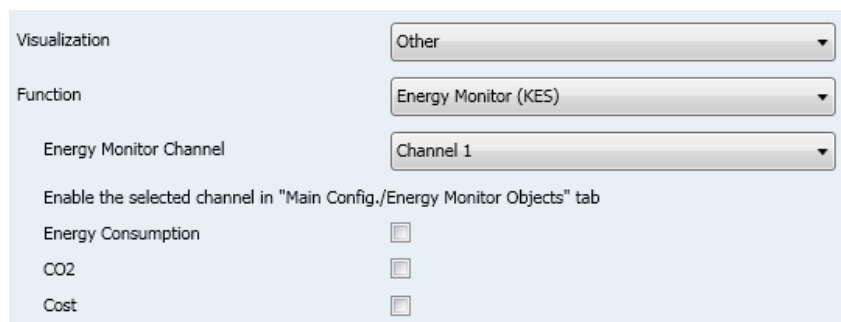 Visualization Other
Function Energy Monitor (KES)
Energy Monitor Channel Channel 1
Enable the selected channel in "Main Config./Energy Monitor Objects" tab
Energy Consumption
CO2
Cost